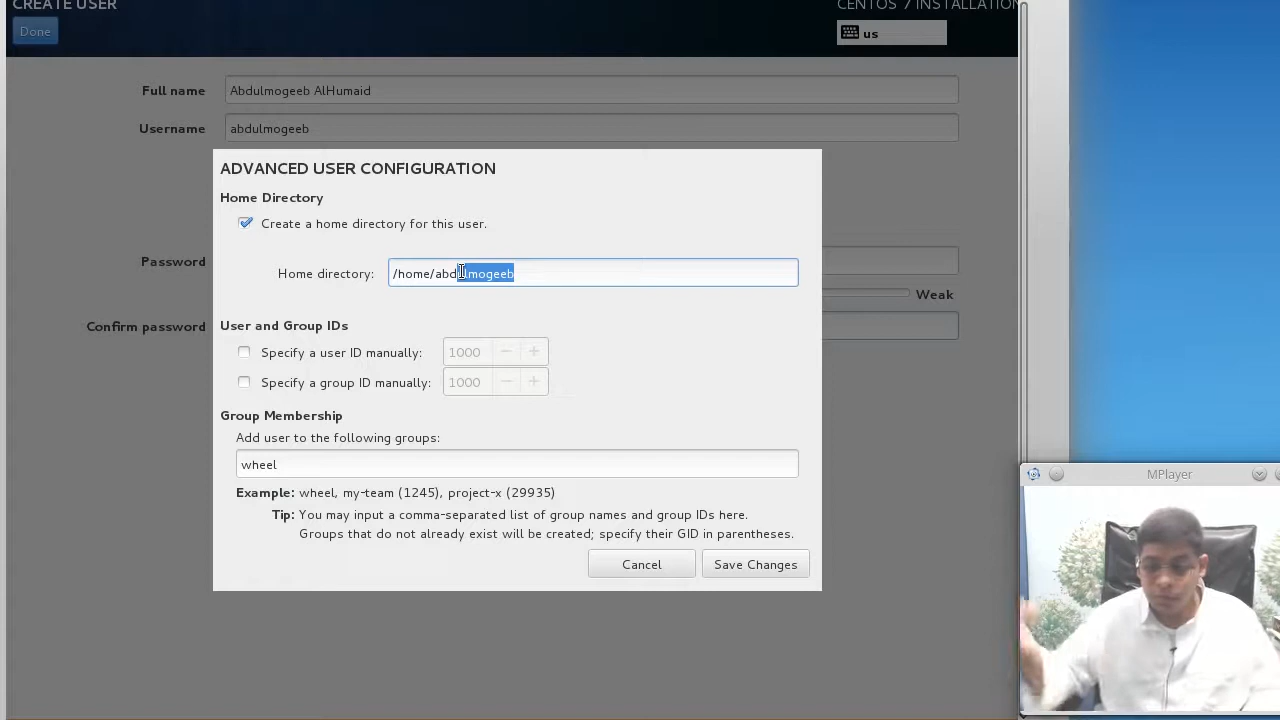 CREATE USER
CENTOS 7 INSTALLATION
Done
us
Full name
Abdulmogeeb AlHumaid
Username
abdulmogeeb
ADVANCED USER CONFIGURATION
Home Directory
Create a home directory for this user.
Home directory:
/home/abdulmogeeb
Password
Weak
Confirm password
User and Group IDs
Specify a user ID manually:
1000
Specify a group ID manually:
1000
Group Membership
Add user to the following groups:
wheel
Example: wheel, my-team (1245), project-x (29935)
Tip: You may input a comma-separated list of group names and group IDs here.
Groups that do not already exist will be created; specify their GID in parentheses.
Cancel
Save Changes
MPlayer